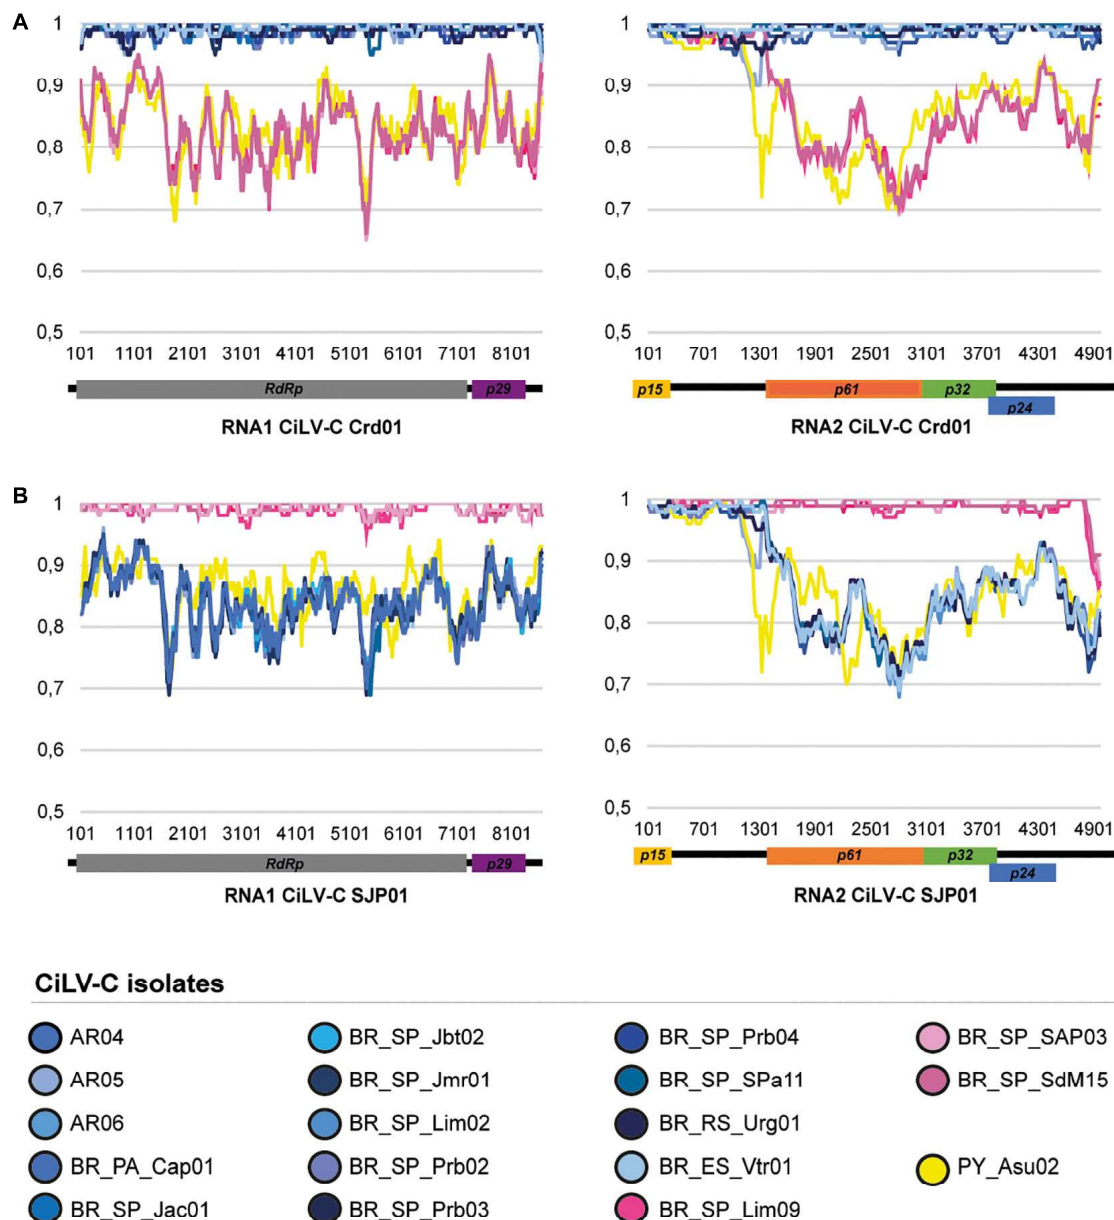 A
1
0,9
0,8
0,7
0,6
0,5
101 1101 2101 3101 4101 5101 6101 7101 8101
RdRp p29
RNA1 CiLV-C Crd01
1
0,9
0,8
0,7
0,6
0,5
101 701 1301 1901 2501 3101 3701 4301 4901
p15 p61 p32
p24
RNA2 CiLV-C Crd01
B
1
0,9
0,8
0,7
0,6
0,5
101 1101 2101 3101 4101 5101 6101 7101 8101
RdRp p29
RNA1 CiLV-C SJP01
1
0,9
0,8
0,7
0,6
0,5
101 701 1301 1901 2501 3101 3701 4301 4901
p15 p61 p32
p24
RNA2 CiLV-C SJP01
CiLV-C isolates
AR04
AR05
AR06
BR_PA_Cap01
BR_SP_Jac01
BR_SP_Jbt02
BR_SP_Jmr01
BR_SP_Lim02
BR_SP_Prb02
BR_SP_Prb03
BR_SP_Prb04
BR_SP_SPa11
BR_RS_Urg01
BR_ES_Vtr01
BR_SP_Lim09
BR_SP_SAP03
BR_SP_SdM15
PY_Asu02